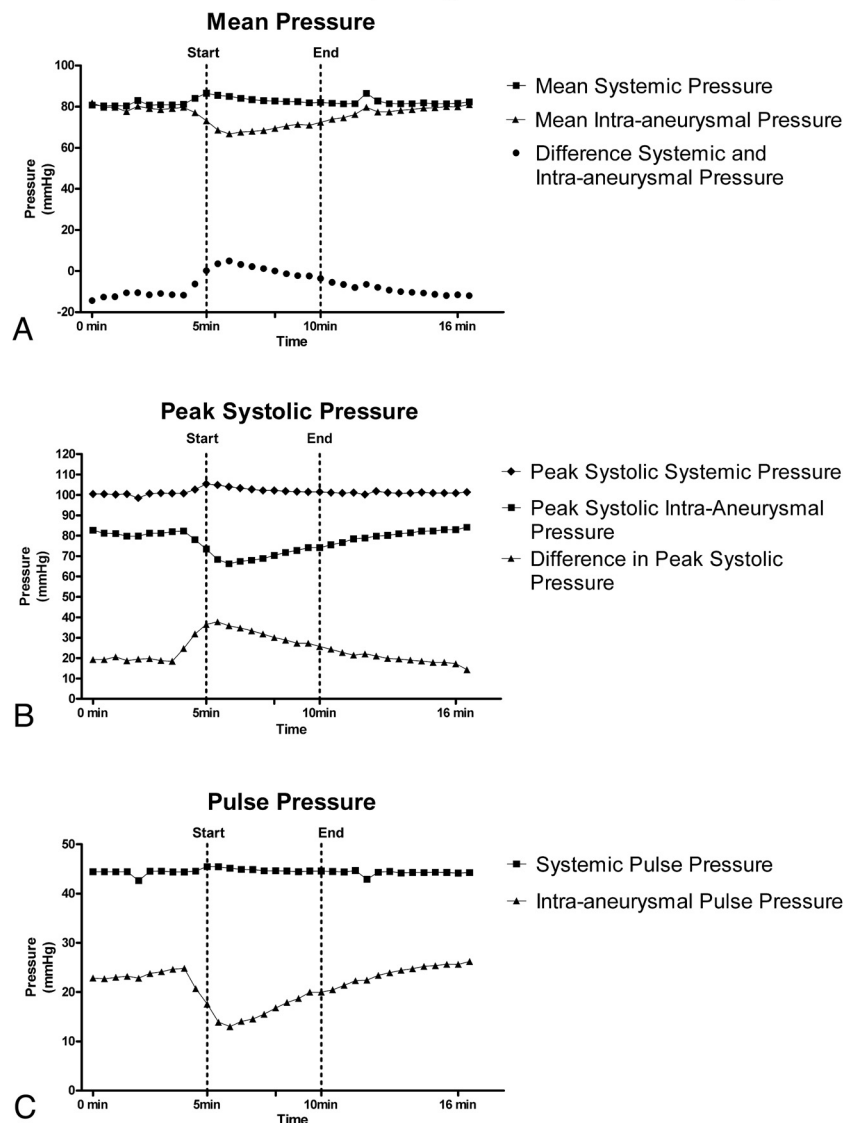 Mean Pressure
Start
End
100
80
60
40
20
0
-20
Pressure
(mmHg)
0 min
5min
10min
16 min
Time
Mean Systemic Pressure
Mean Intra-aneurysmal Pressure
Difference Systemic and
Intra-aneurysmal Pressure
A
Peak Systolic Pressure
Start
End
120
110
100
90
80
70
60
50
40
30
20
10
0
Pressure
(mmHg)
0 min
5min
10min
16 min
Time
Peak Systolic Systemic Pressure
Peak Systolic Intra-Aneurysmal
Pressure
Difference in Peak Systolic
Pressure
B
Pulse Pressure
Start
End
50
40
30
20
10
0
Pressure
(mmHg)
0 min
5min
10min
16 min
Time
Systemic Pulse Pressure
Intra-aneurysmal Pulse Pressure
C